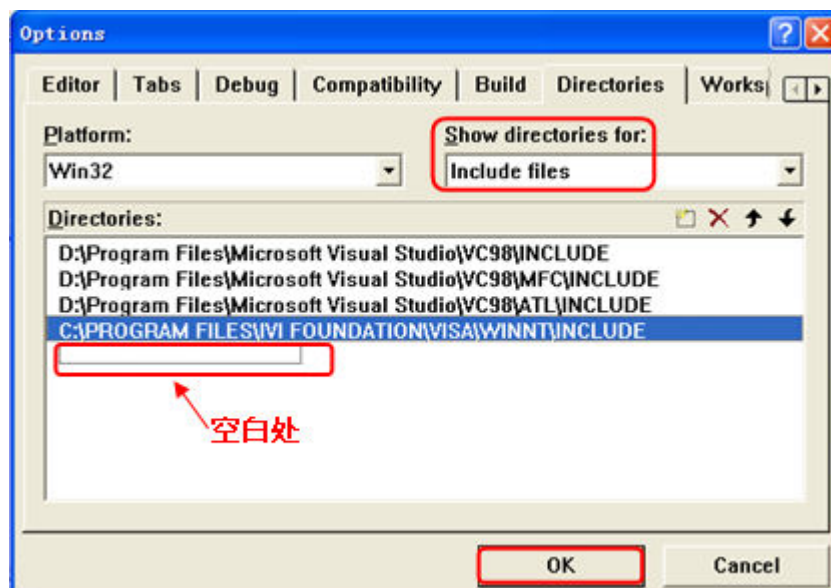 Options
Editor Tabs Debug Compatibility Build Directories Works
Platform: Show directories for:
Win32 Include files
Directories:
D:\Program Files\Microsoft Visual Studio\VC98\INCLUDE
D:\Program Files\Microsoft Visual Studio\VC98\MFC\INCLUDE
D:\Program Files\Microsoft Visual Studio\VC98\ATL\INCLUDE
C:\PROGRAM FILES\IVI FOUNDATION\VISA\WINNT\INCLUDE
空白处
OK Cancel